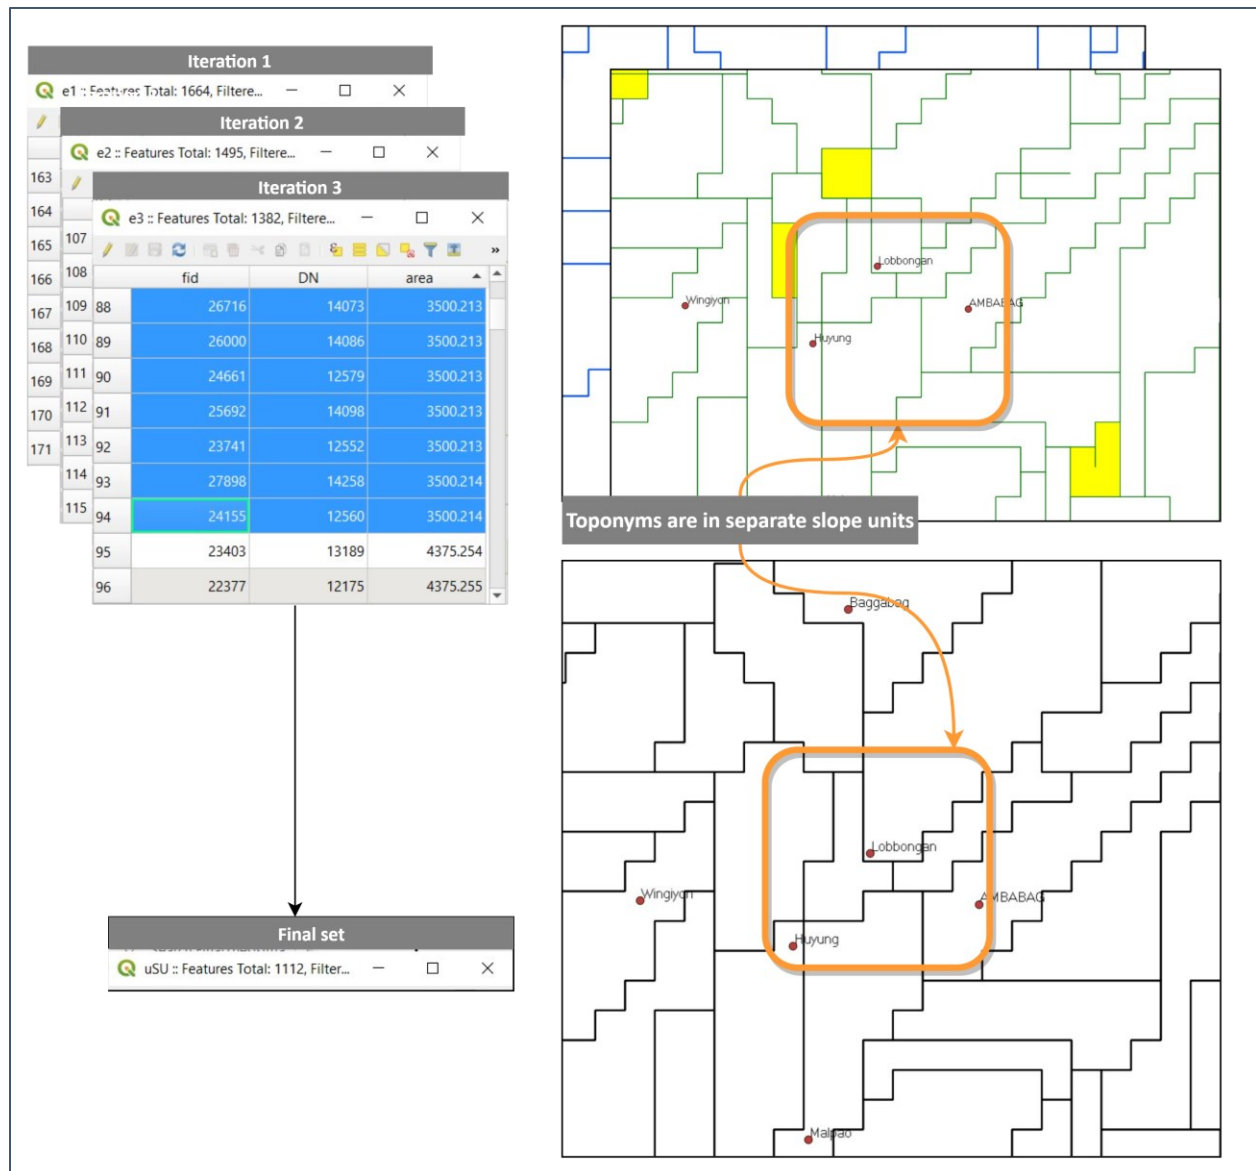 Iteration 1
e1 :: Features Total: 1664, Filtere...
Iteration 2
e2 :: Features Total: 1495, Filtere...
Iteration 3
e3 :: Features Total: 1382, Filtere...
163
164
165
166
167
168
169
170
171
107
108
109
110
111
112
113
114
115
fid DN area
88 26716 14073 3500.213
89 26000 14086 3500.213
90 24661 12579 3500.213
91 25692 14098 3500.213
92 23741 12552 3500.213
93 27898 14258 3500.214
94 24155 12560 3500.214
95 23403 13189 4375.254
96 22377 12175 4375.255
Final set
uSU :: Features Total: 1112, Filter...
Lobbongan
Wingiyon
AMBABAG
Huyung
Toponyms are in separate slope units
Baggabag
Lobbongan
Wingiyon
AMBABAG
Huyung
Malpao